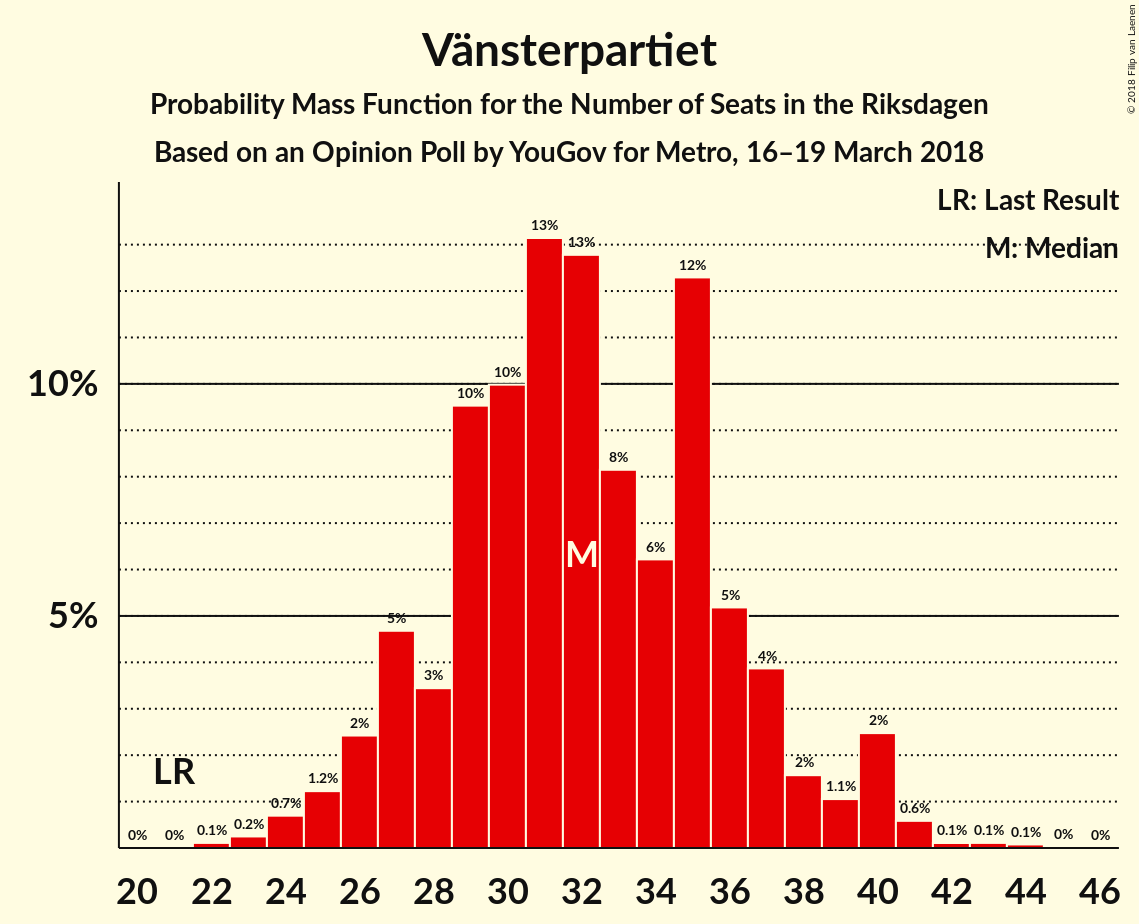 Vänsterpartiet
Probability Mass Function for the Number of Seats in the Riksdagen
Based on an Opinion Poll by YouGov for Metro, 16–19 March 2018
© 2018 Filip van Laenen
LR: Last Result
M: Median
10%
5%
0% 0% 0.1% 0.2% 0.7% 1.2% 2% 5% 3% 10% 10% 13% 13% 8% 6% 12% 5% 4% 2% 1.1% 2% 0.6% 0.1% 0.1% 0.1% 0% 0%
LR
M
20 22 24 26 28 30 32 34 36 38 40 42 44 46